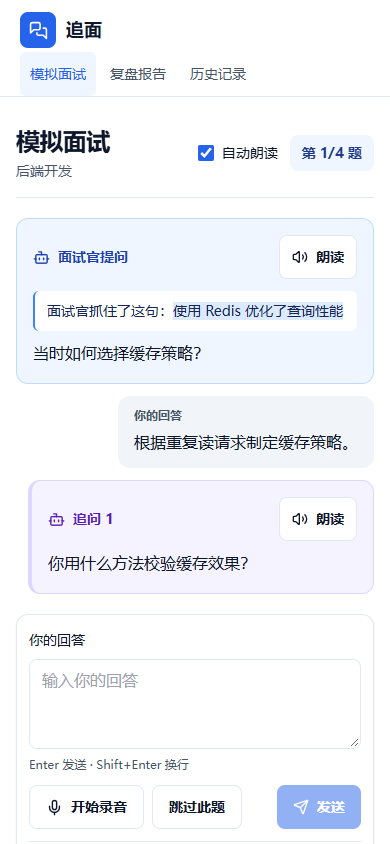 追面
模拟面试 复盘报告 历史记录
模拟面试
后端开发
自动朗读
第 1/4 题
面试官提问
朗读
面试官抓住了这句：使用 Redis 优化了查询性能
当时如何选择缓存策略？
你的回答
根据重复读请求制定缓存策略。
追问 1
朗读
你用什么方法校验缓存效果？
你的回答
输入你的回答
Enter 发送 · Shift+Enter 换行
开始录音
跳过此题
发送